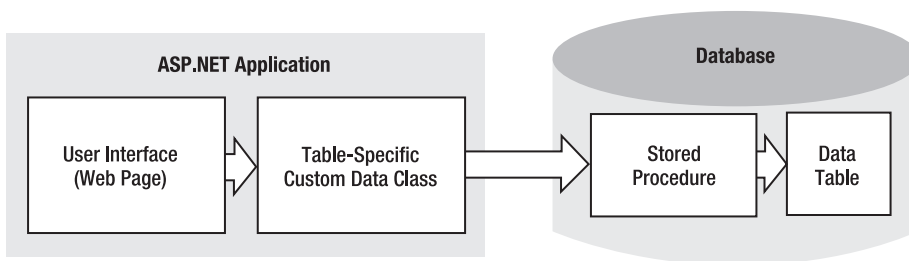 ASP.NET Application
User Interface
(Web Page)
Table-Specific
Custom Data Class
Database
Stored
Procedure
Data
Table